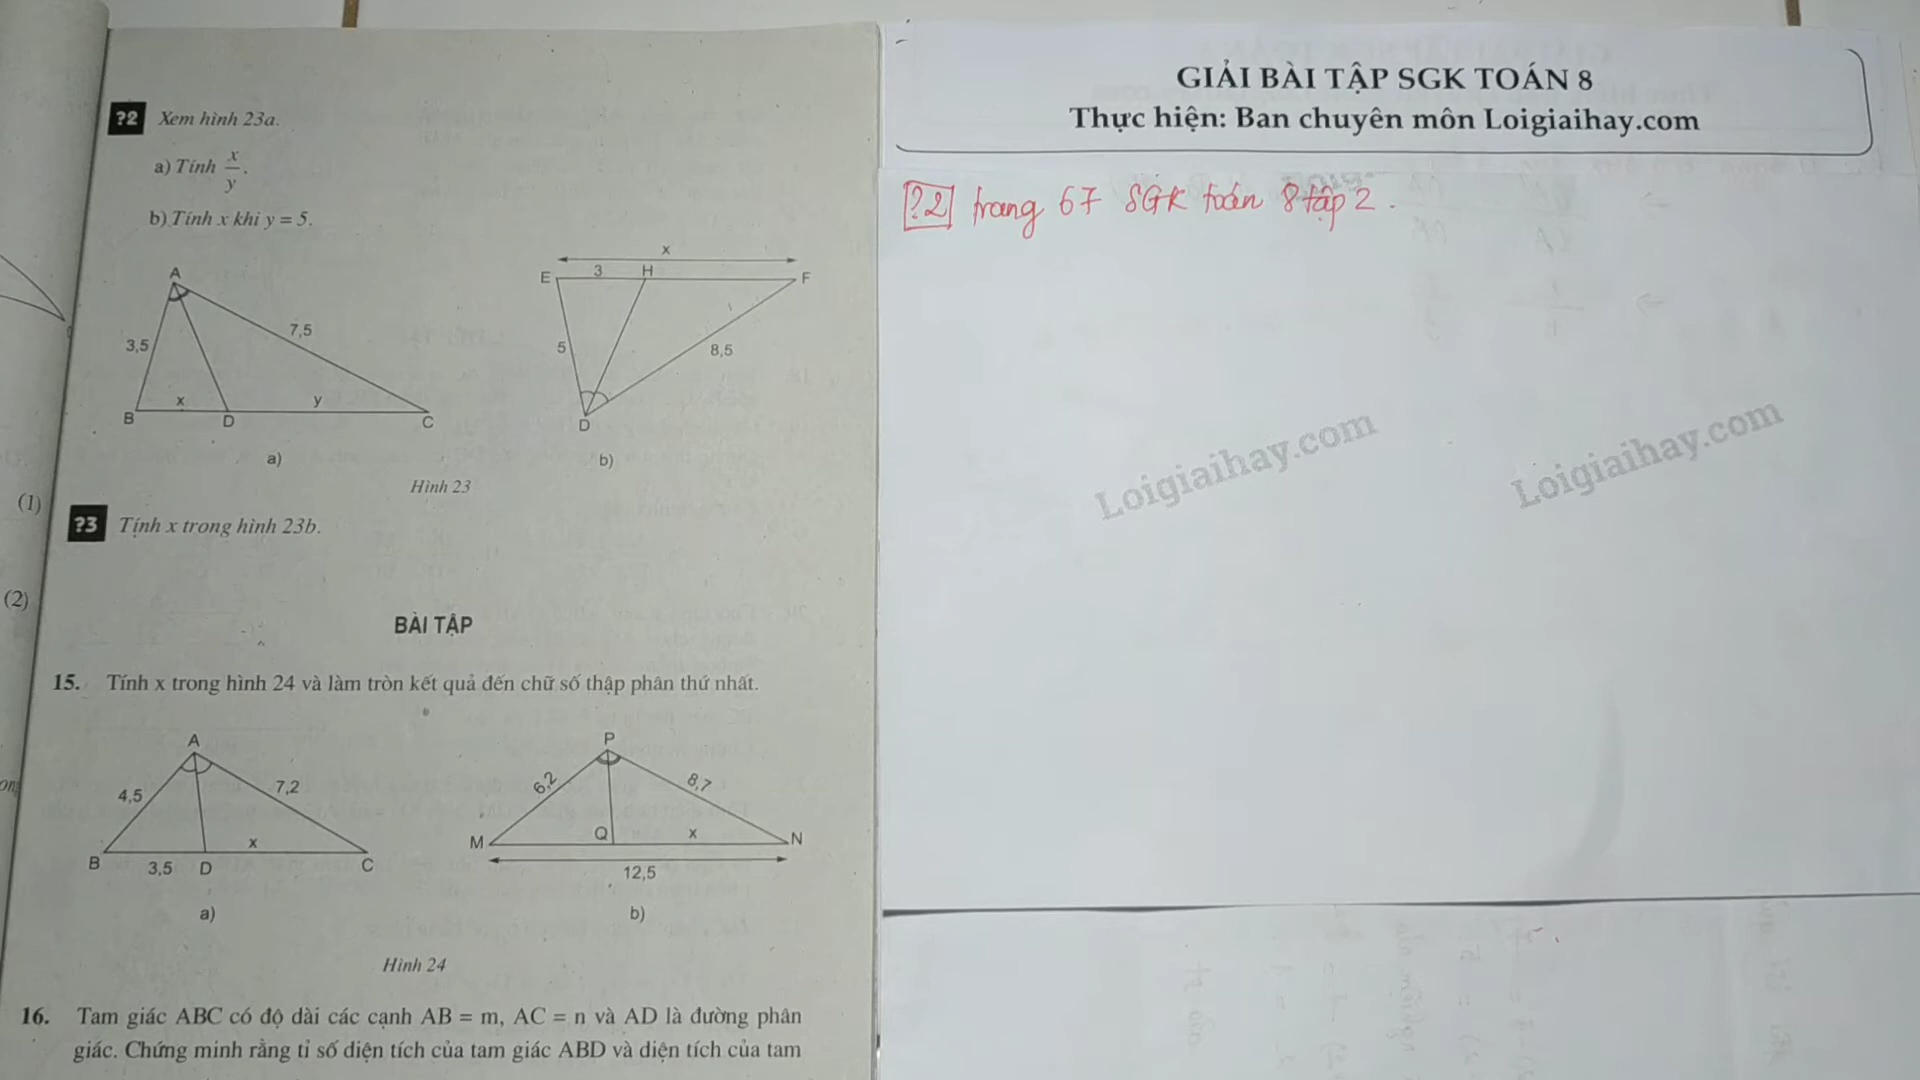 ?2 Xem hình 23a.
a) Tính x/y.
b) Tính x khi y = 5.
A
3,5
7,5
x
y
B
D
C
a)
x
E
3
H
F
5
8,5
D
b)
Hình 23
(1)
?3 Tính x trong hình 23b.
(2)
BÀI TẬP
15. Tính x trong hình 24 và làm tròn kết quả đến chữ số thập phân thứ nhất.
A
4,5
7,2
x
B
3,5
D
C
a)
P
6,2
8,7
M
Q
x
N
12,5
b)
Hình 24
16. Tam giác ABC có độ dài các cạnh AB = m, AC = n và AD là đường phân
giác. Chứng minh rằng tỉ số diện tích của tam giác ABD và diện tích của tam
GIẢI BÀI TẬP SGK TOÁN 8
Thực hiện: Ban chuyên môn Loigiaihay.com
?2 trang 67 SGK toán 8 tập 2.
Loigiaihay.com
Loigiaihay.com